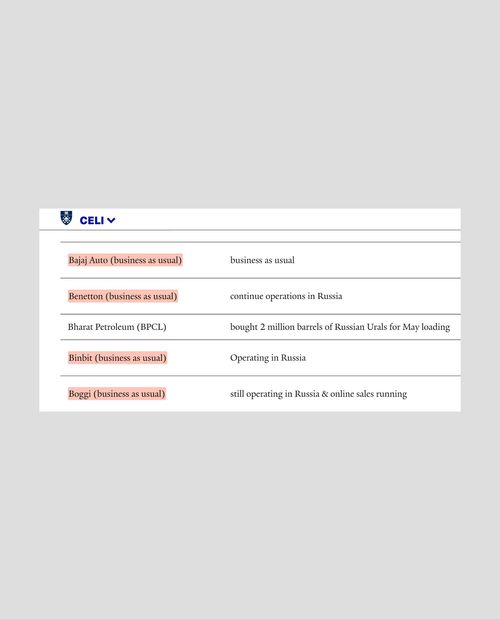 CELI
Bajaj Auto (business as usual) business as usual
Benetton (business as usual) continue operations in Russia
Bharat Petroleum (BPCL) bought 2 million barrels of Russian Urals for May loading
Binbit (business as usual) Operating in Russia
Boggi (business as usual) still operating in Russia & online sales running